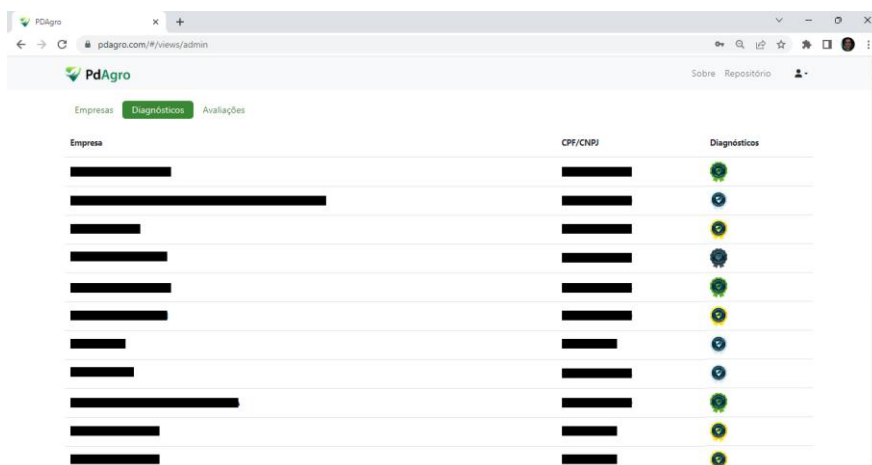 PDAgro
pdagro.com/#/views/admin
PdAgro
Sobre Repositório
Empresas Diagnósticos Avaliações
Empresa CPF/CNPJ Diagnósticos